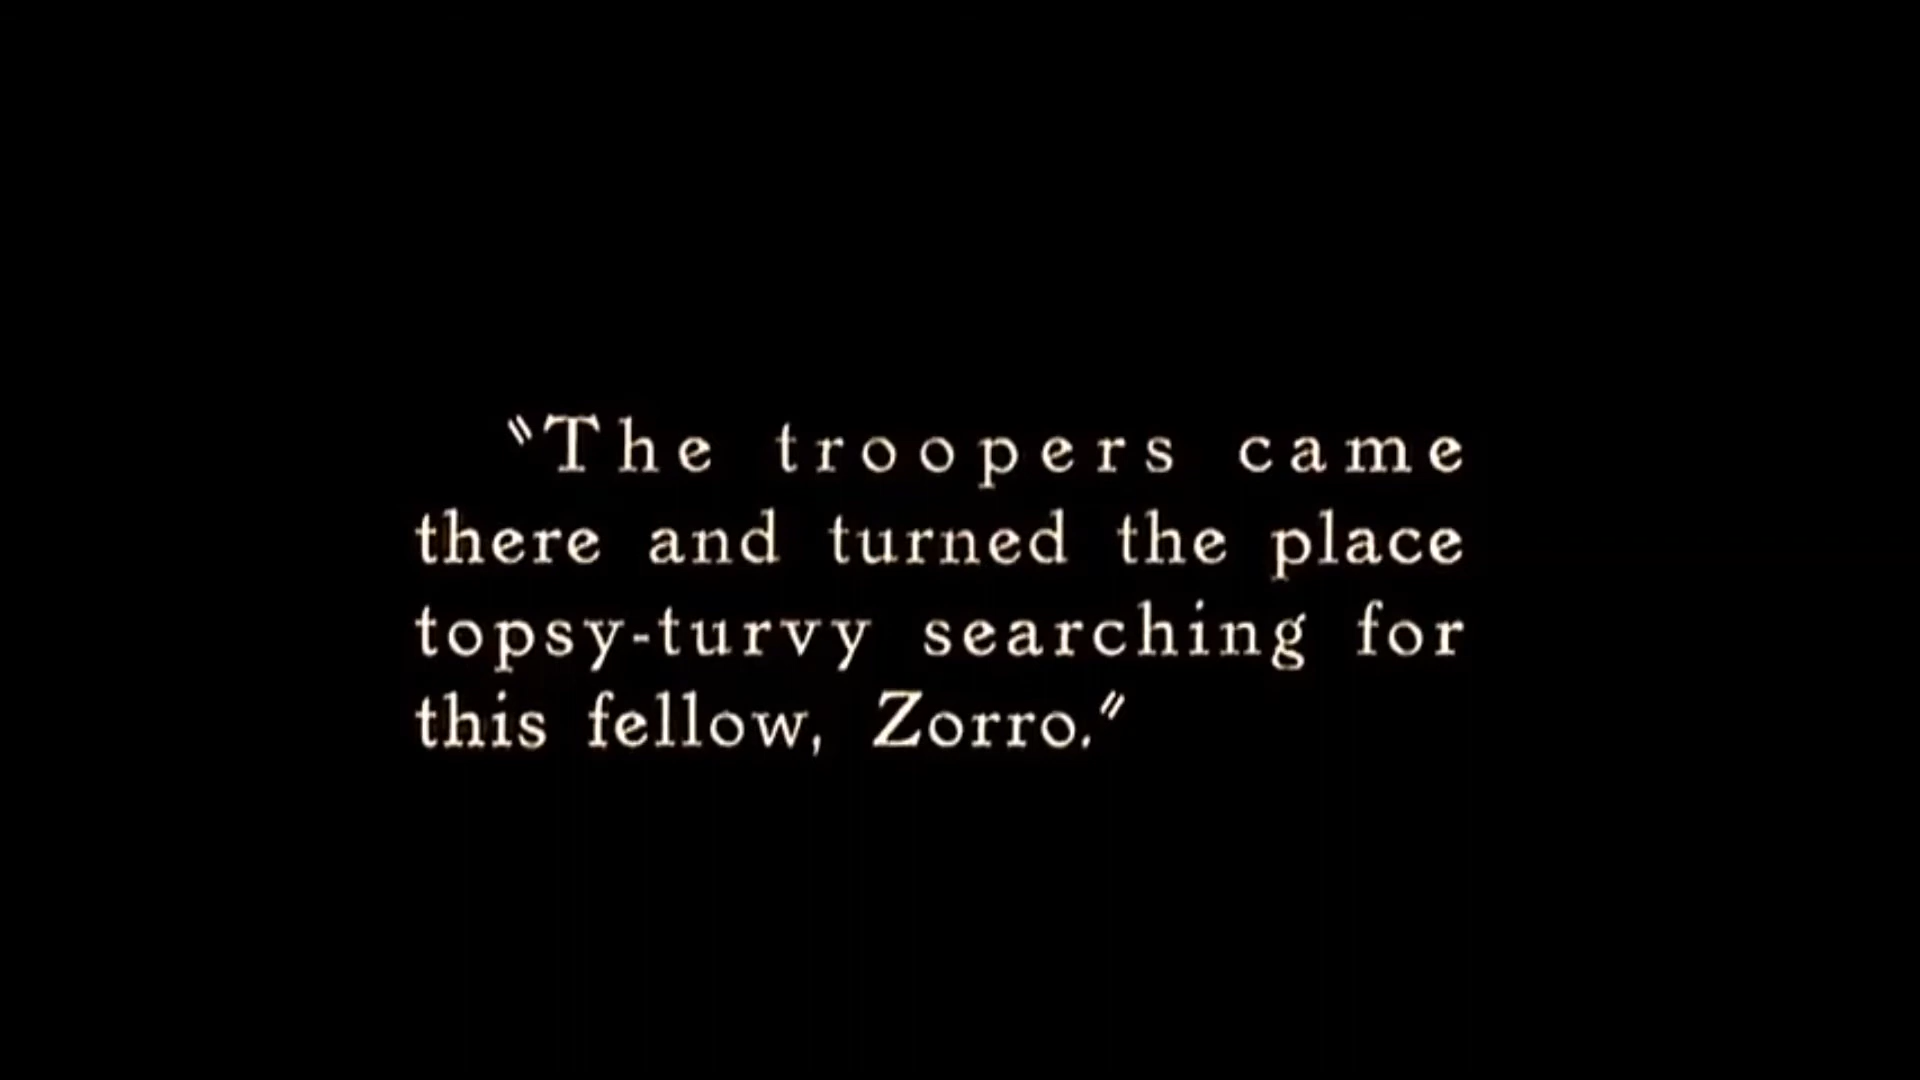 "The troopers came
there and turned the place
topsy-turvy searching for
this fellow, Zorro."